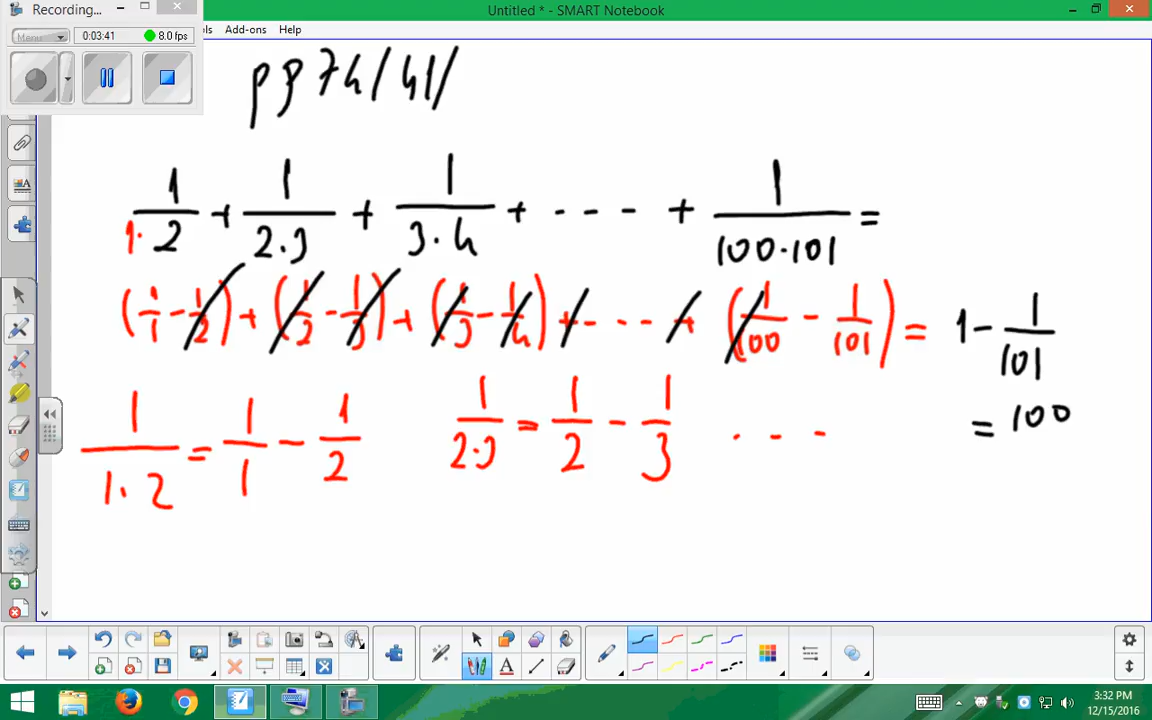 Recording...
Untitled * - SMART Notebook
Menu
0:03:41
8.0 fps
Add-ons Help
pp 74/41/
1/(1·2) + 1/(2·3) + 1/(3·4) + ---- + 1/(100·101) =
(1/1 - 1/2) + (1/2 - 1/3) + (1/3 - 1/4) + - ... + (1/100 - 1/101) = 1 - 1/101
1/(1·2) = 1/1 - 1/2 1/(2·3) = 1/2 - 1/3 - - - = 100
3:32 PM
12/15/2016